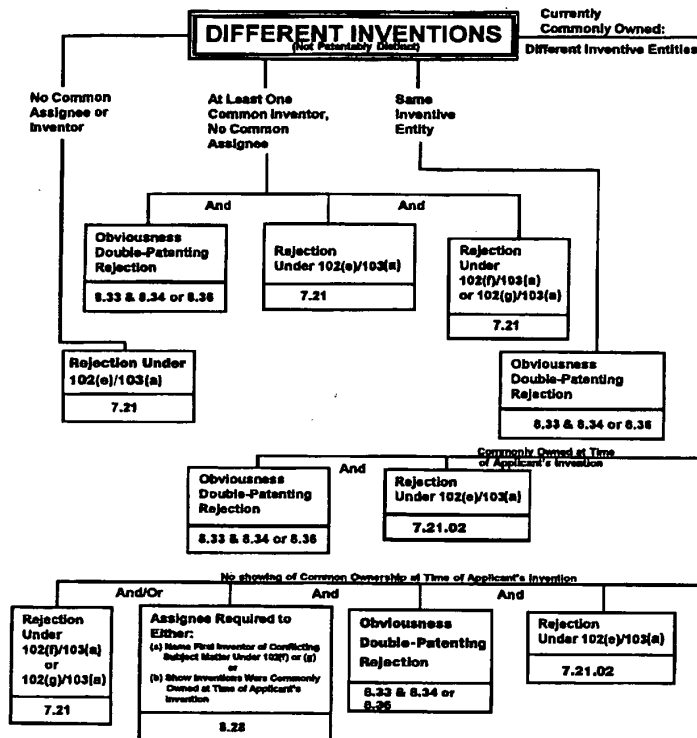 DIFFERENT INVENTIONS
(Not Patentably Distinct)
Currently
Commonly Owned:
Different Inventive Entities
No Common
Assignee or
Inventor
At Least One
Common Inventor,
No Common
Assignee
Same
Inventive
Entity
And
And
Obviousness
Double-Patenting
Rejection
8.33 & 8.34 or 8.36
Rejection
Under 102(e)/103(a)
7.21
Rejection
Under
102(f)/103(a)
or 102(g)/103(a)
7.21
Rejection Under
102(e)/103(a)
7.21
Obviousness
Double-Patenting
Rejection
8.33 & 8.34 or 8.36
Commonly Owned at Time
of Applicant's Invention
And
Obviousness
Double-Patenting
Rejection
8.33 & 8.34 or 8.36
Rejection
Under 102(e)/103(a)
7.21.02
No showing of Common Ownership at Time of Applicant's Invention
And/Or
And
And
Rejection
Under
102(f)/103(a)
or
102(g)/103(a)
7.21
Assignee Required to
Either:
(a) Name First Inventor of Conflicting
Subject Matter Under 102(f) or (g)
or
(b) Show Inventions Were Commonly
Owned at Time of Applicant's
Invention
8.28
Obviousness
Double-Patenting
Rejection
8.33 & 8.34 or
8.36
Rejection
Under 102(e)/103(a)
7.21.02